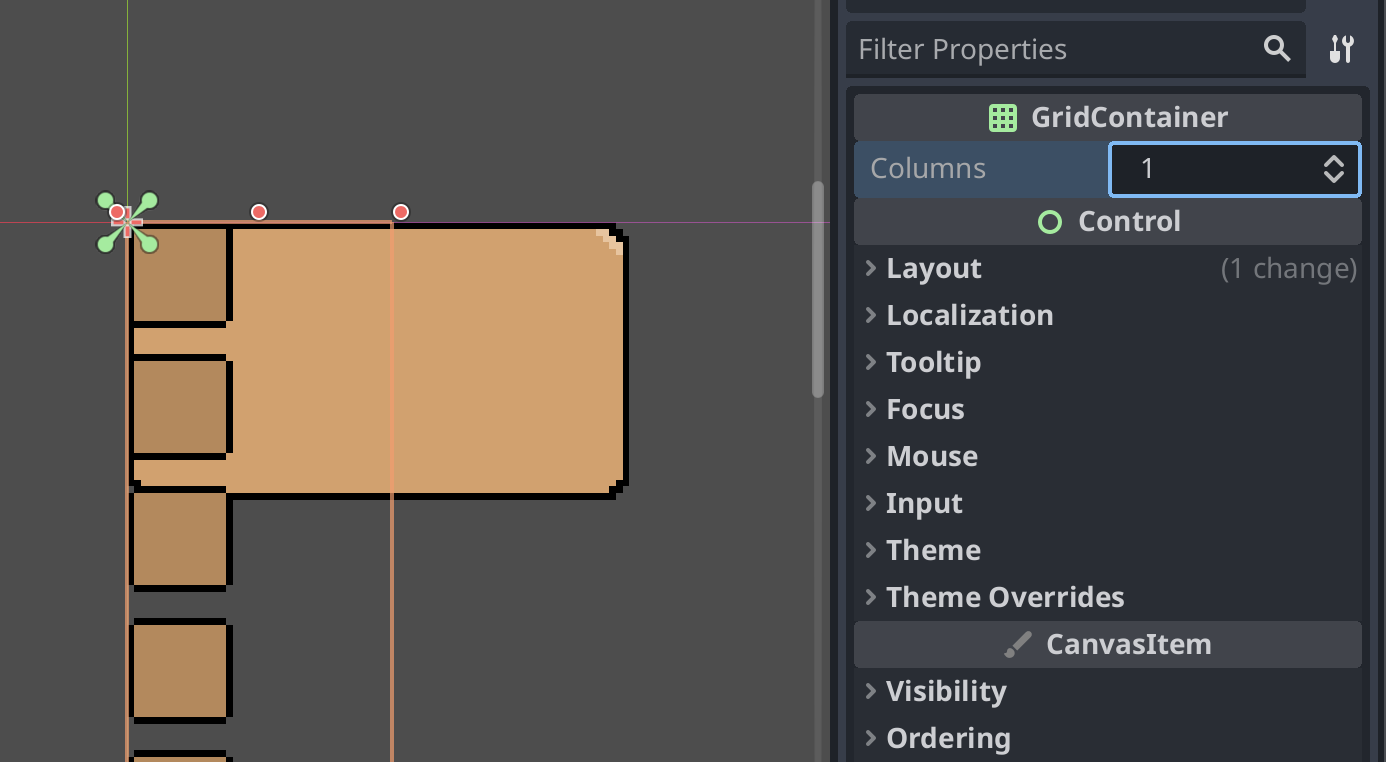 Filter Properties
GridContainer
Columns 1
Control
Layout (1 change)
Localization
Tooltip
Focus
Mouse
Input
Theme
Theme Overrides
CanvasItem
Visibility
Ordering